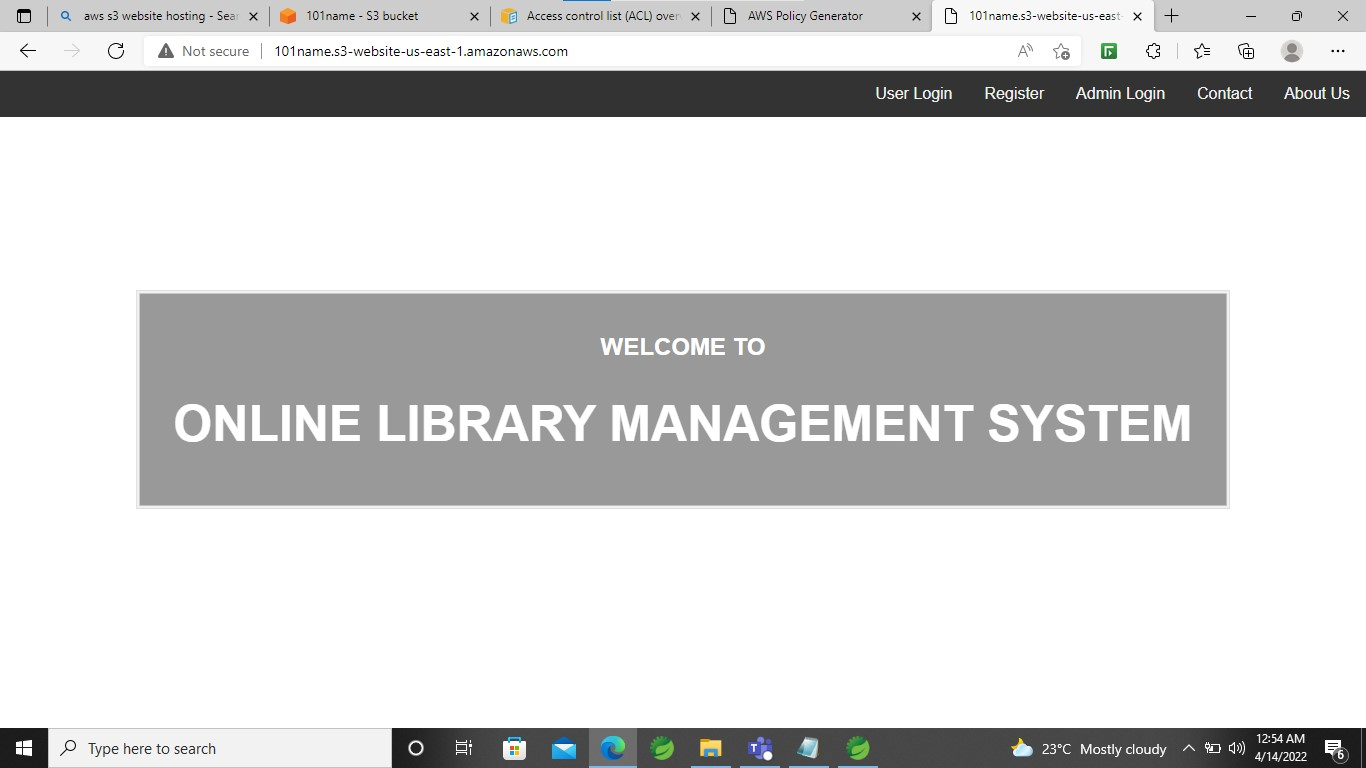 aws s3 website hosting - Sear
101name - S3 bucket
Access control list (ACL) over
AWS Policy Generator
101name.s3-website-us-east-
Not secure
101name.s3-website-us-east-1.amazonaws.com
User Login Register Admin Login Contact About Us
WELCOME TO
ONLINE LIBRARY MANAGEMENT SYSTEM
Type here to search
23°C Mostly cloudy
12:54 AM
4/14/2022
6